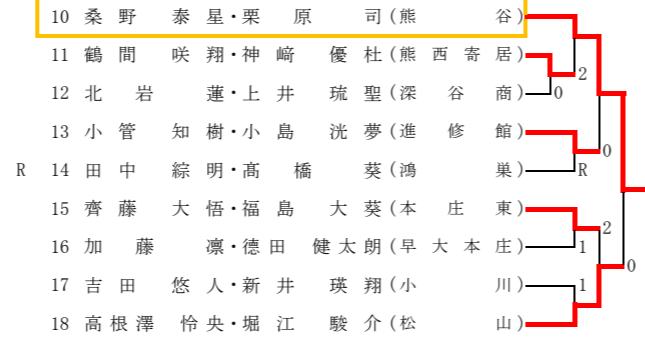 10 桑野 泰星・栗原 司(熊谷)
11 鶴間 咲翔・神﨑 優杜(熊西寄居) 2
12 北岩 蓮・上井 琉聖(深谷商) 0
13 小管 知樹・小島 洸夢(進修館) 0
R 14 田中 綜明・髙橋 葵(鴻巣) R
15 齊藤 大悟・福島 大葵(本庄東) 2
16 加藤 凛・德田 健太朗(早大本庄) 1
0
17 吉田 悠人・新井 瑛翔(小川) 1
18 高根澤 怜央・堀江 駿介(松山)